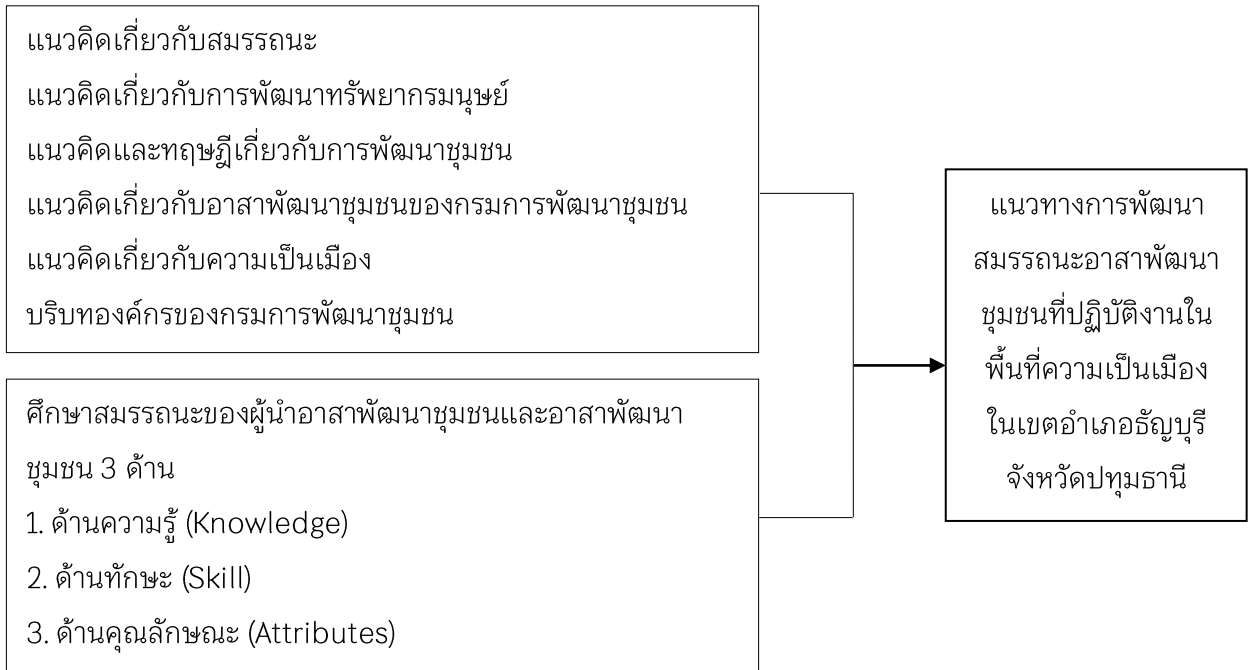 แนวคิดเกี่ยวกับสมรรถนะ
แนวคิดเกี่ยวกับการพัฒนาทรัพยากรมนุษย์
แนวคิดและทฤษฎีเกี่ยวกับการพัฒนาชุมชน
แนวคิดเกี่ยวกับอาสาพัฒนาชุมชนของกรมการพัฒนาชุมชน
แนวคิดเกี่ยวกับความเป็นเมือง
บริบทองค์กรของกรมการพัฒนาชุมชน
ศึกษาสมรรถนะของผู้นำอาสาพัฒนาชุมชนและอาสาพัฒนา
ชุมชน 3 ด้าน
1. ด้านความรู้ (Knowledge)
2. ด้านทักษะ (Skill)
3. ด้านคุณลักษณะ (Attributes)
แนวทางการพัฒนา
สมรรถนะอาสาพัฒนา
ชุมชนที่ปฏิบัติงานใน
พื้นที่ความเป็นเมือง
ในเขตอำเภอธัญบุรี
จังหวัดปทุมธานี